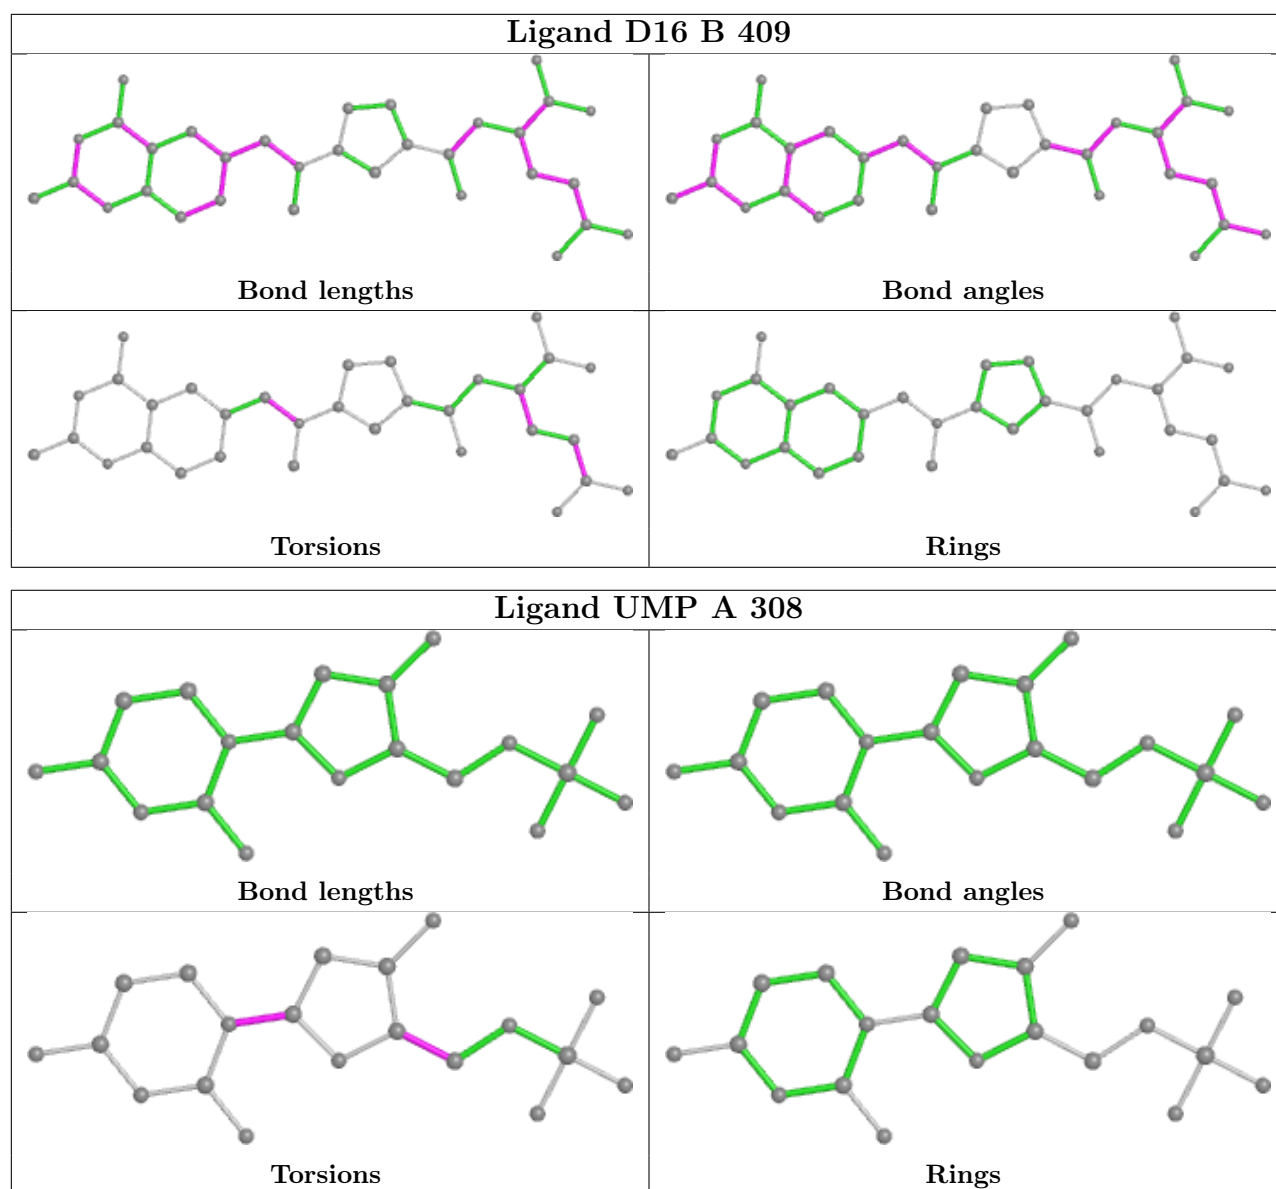 Ligand D16 B 409
Bond lengths
Bond angles
Torsions
Rings
Ligand UMP A 308
Bond lengths
Bond angles
Torsions
Rings